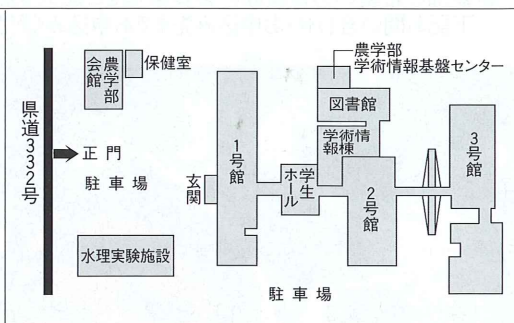 農学部
学術情報基盤センター
農学部
会館
保健室
図書館
県道332号
正門
1号館
学術情
報棟
3号館
駐車場
玄関
学生
ホール
2号館
水理実験施設
駐車場